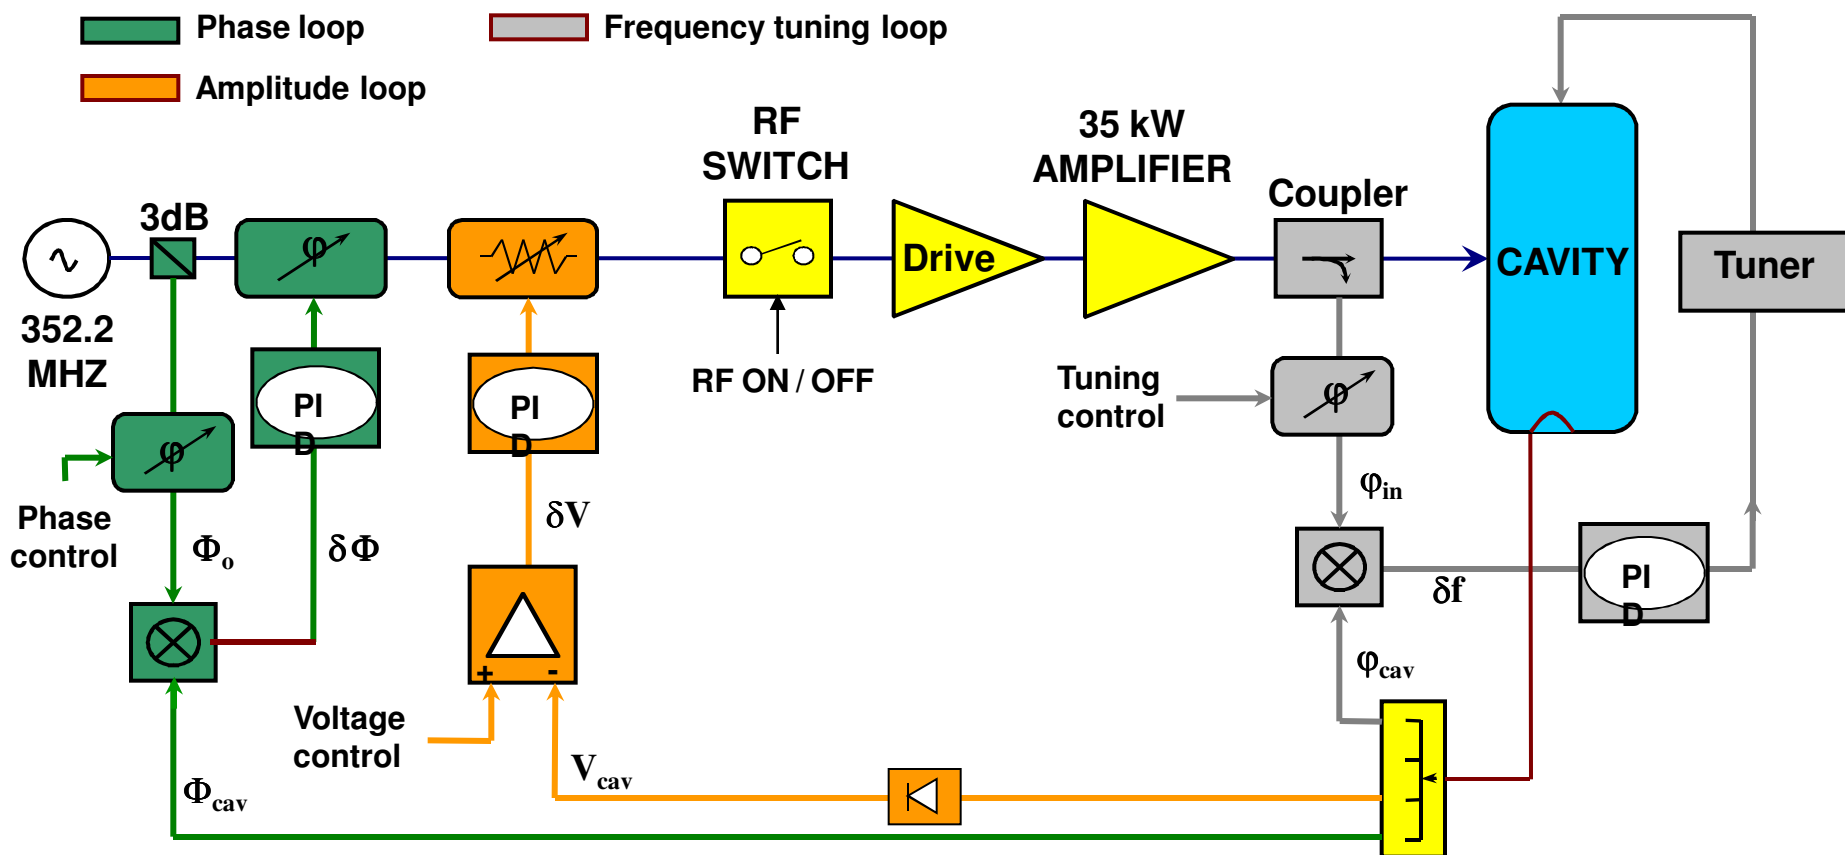 Phase loop
Frequency tuning loop
Amplitude loop
RF
SWITCH
35 kW
AMPLIFIER
Coupler
3dB
φ
Drive
CAVITY
Tuner
352.2
MHZ
RF ON / OFF
PI
D
PI
D
Tuning
control
φ
φ
Phase
control
Φo
δΦ
δV
φin
δf
PI
D
φcav
+
-
Voltage
control
Vcav
Φcav